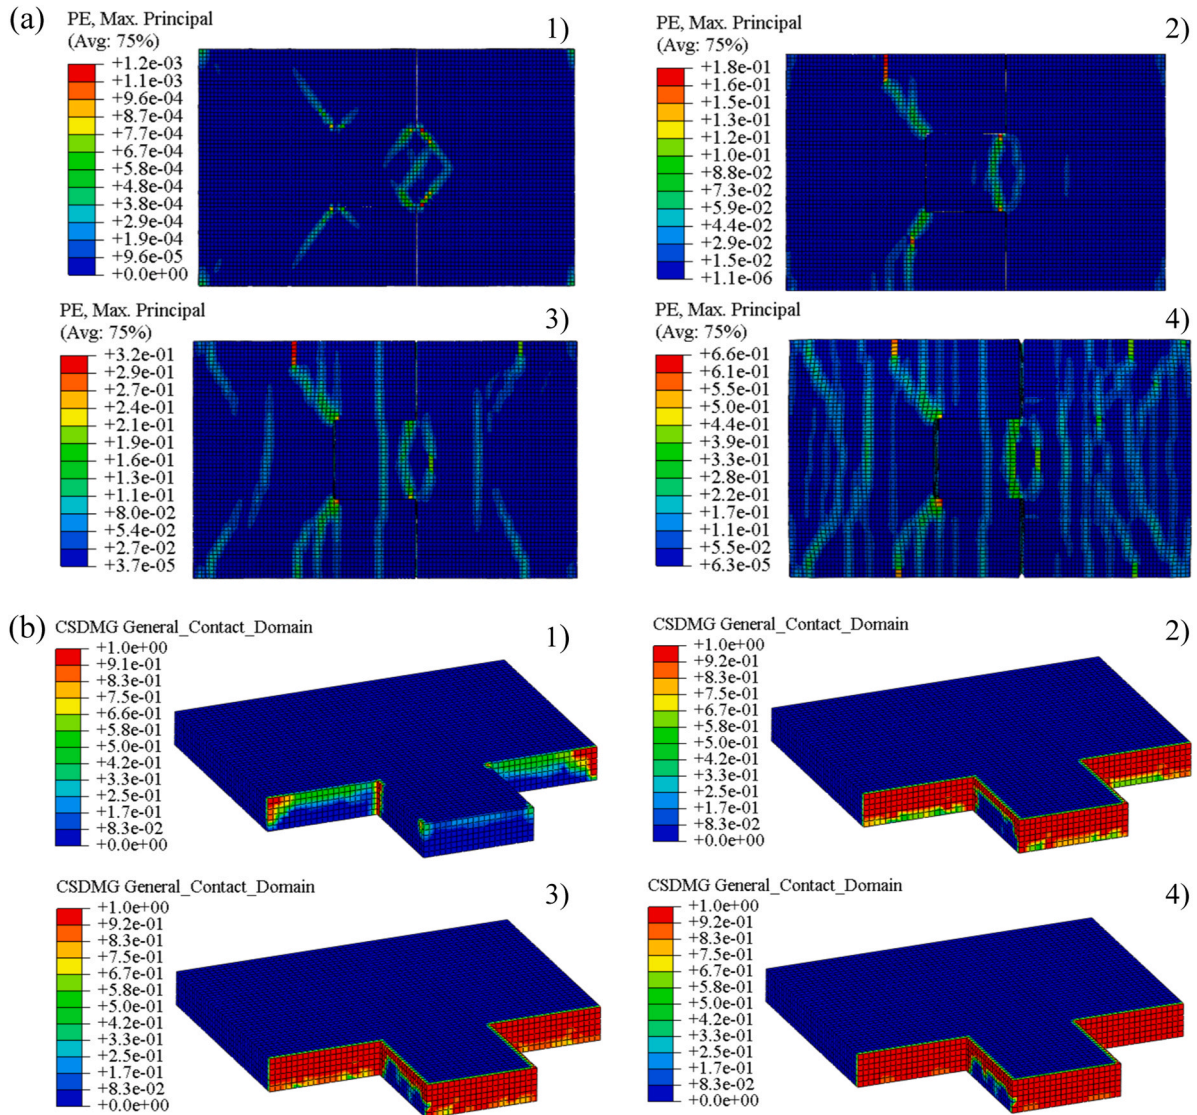 (a)
PE, Max. Principal
(Avg: 75%)
1)
+1.2e-03
+1.1e-03
+9.6e-04
+8.7e-04
+7.7e-04
+6.7e-04
+5.8e-04
+4.8e-04
+3.8e-04
+2.9e-04
+1.9e-04
+9.6e-05
+0.0e+00
PE, Max. Principal
(Avg: 75%)
2)
+1.8e-01
+1.6e-01
+1.5e-01
+1.3e-01
+1.2e-01
+1.0e-01
+8.8e-02
+7.3e-02
+5.9e-02
+4.4e-02
+2.9e-02
+1.5e-02
+1.1e-06
PE, Max. Principal
(Avg: 75%)
3)
+3.2e-01
+2.9e-01
+2.7e-01
+2.4e-01
+2.1e-01
+1.9e-01
+1.6e-01
+1.3e-01
+1.1e-01
+8.0e-02
+5.4e-02
+2.7e-02
+3.7e-05
PE, Max. Principal
(Avg: 75%)
4)
+6.6e-01
+6.1e-01
+5.5e-01
+5.0e-01
+4.4e-01
+3.9e-01
+3.3e-01
+2.8e-01
+2.2e-01
+1.7e-01
+1.1e-01
+5.5e-02
+6.3e-05
(b)
CSDMG General_Contact_Domain
1)
+1.0e+00
+9.1e-01
+8.3e-01
+7.5e-01
+6.6e-01
+5.8e-01
+5.0e-01
+4.2e-01
+3.3e-01
+2.5e-01
+1.7e-01
+8.3e-02
+0.0e+00
CSDMG General_Contact_Domain
2)
+1.0e+00
+9.2e-01
+8.3e-01
+7.5e-01
+6.7e-01
+5.8e-01
+5.0e-01
+4.2e-01
+3.3e-01
+2.5e-01
+1.7e-01
+8.3e-02
+0.0e+00
CSDMG General_Contact_Domain
3)
+1.0e+00
+9.2e-01
+8.3e-01
+7.5e-01
+6.7e-01
+5.8e-01
+5.0e-01
+4.2e-01
+3.3e-01
+2.5e-01
+1.7e-01
+8.3e-02
+0.0e+00
CSDMG General_Contact_Domain
4)
+1.0e+00
+9.2e-01
+8.3e-01
+7.5e-01
+6.7e-01
+5.8e-01
+5.0e-01
+4.2e-01
+3.3e-01
+2.5e-01
+1.7e-01
+8.3e-02
+0.0e+00